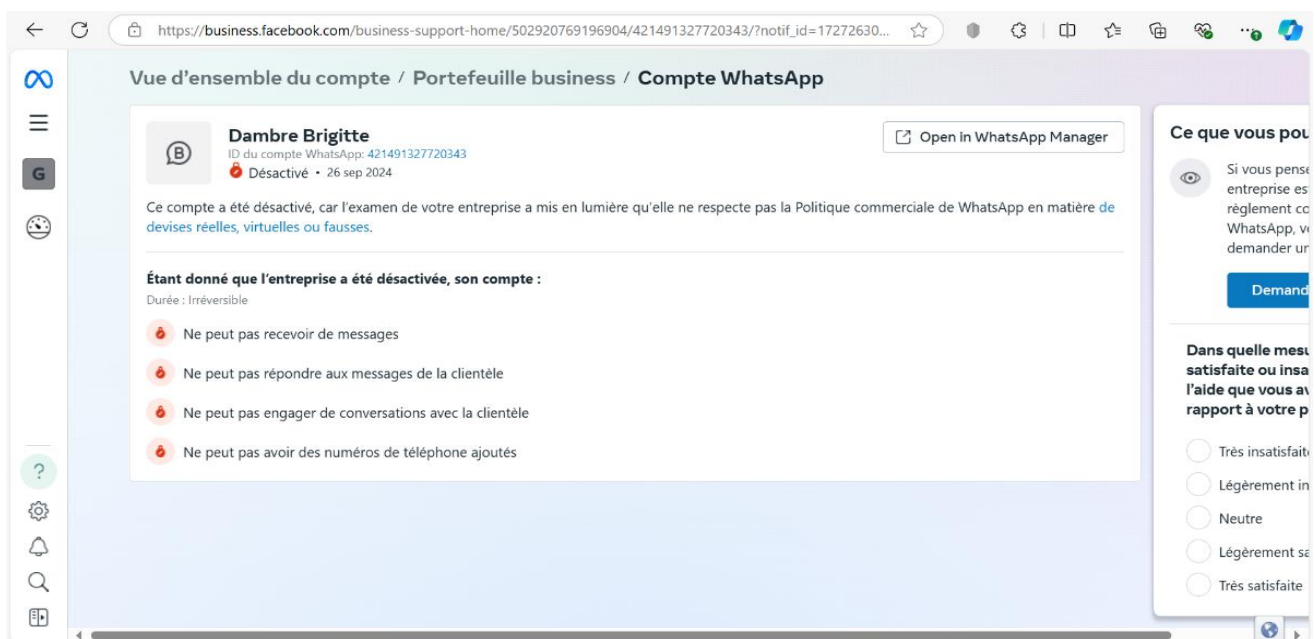 https://business.facebook.com/business-support-home/502920769196904/421491327720343/?notif_id=17272630...
Vue d'ensemble du compte / Portefeuille business / Compte WhatsApp
G
B
Dambre Brigitte
ID du compte WhatsApp: 421491327720343
Désactivé • 26 sep 2024
Open in WhatsApp Manager
Ce compte a été désactivé, car l'examen de votre entreprise a mis en lumière qu'elle ne respecte pas la Politique commerciale de WhatsApp en matière de
devises réelles, virtuelles ou fausses.
Étant donné que l'entreprise a été désactivée, son compte :
Durée : Irréversible
Ne peut pas recevoir de messages
Ne peut pas répondre aux messages de la clientèle
Ne peut pas engager de conversations avec la clientèle
Ne peut pas avoir des numéros de téléphone ajoutés
?
Ce que vous pou
Si vous pense
entreprise es
règlement co
WhatsApp, v
demander un
Demand
Dans quelle mesu
satisfaite ou insa
l'aide que vous av
rapport à votre p
Très insatisfaite
Légèrement in
Neutre
Légèrement sa
Très satisfaite